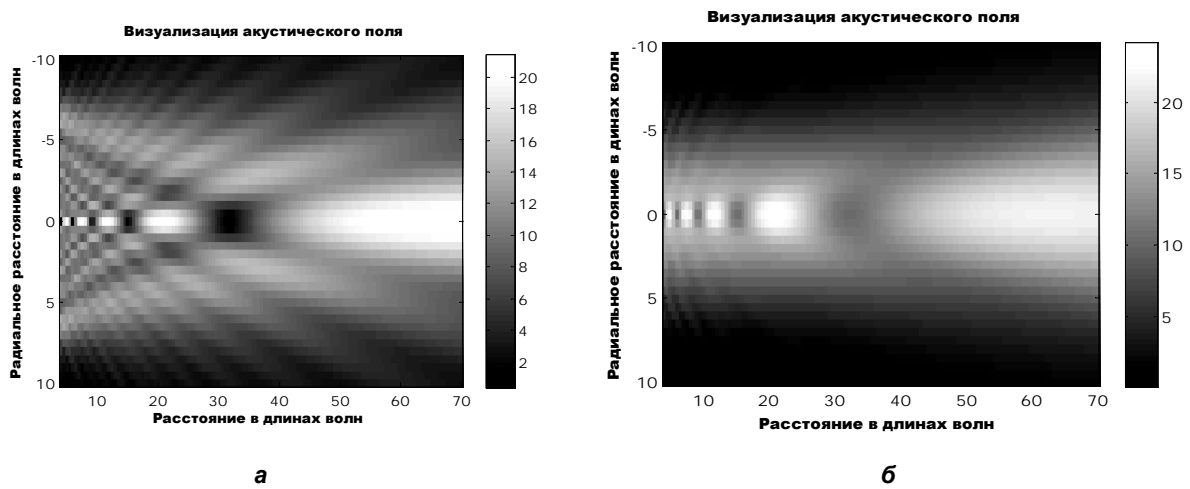 Визуализация акустического поля
Радиальное расстояние в длинах волн
-10
-5
0
5
10
10 20 30 40 50 60 70
Расстояние в длинах волн
20
18
16
14
12
10
8
6
4
2
а
Визуализация акустического поля
Радиальное расстояние в динах волн
-10
-5
0
5
10
10 20 30 40 50 60 70
Расстояние в длинах волн
20
15
10
5
б